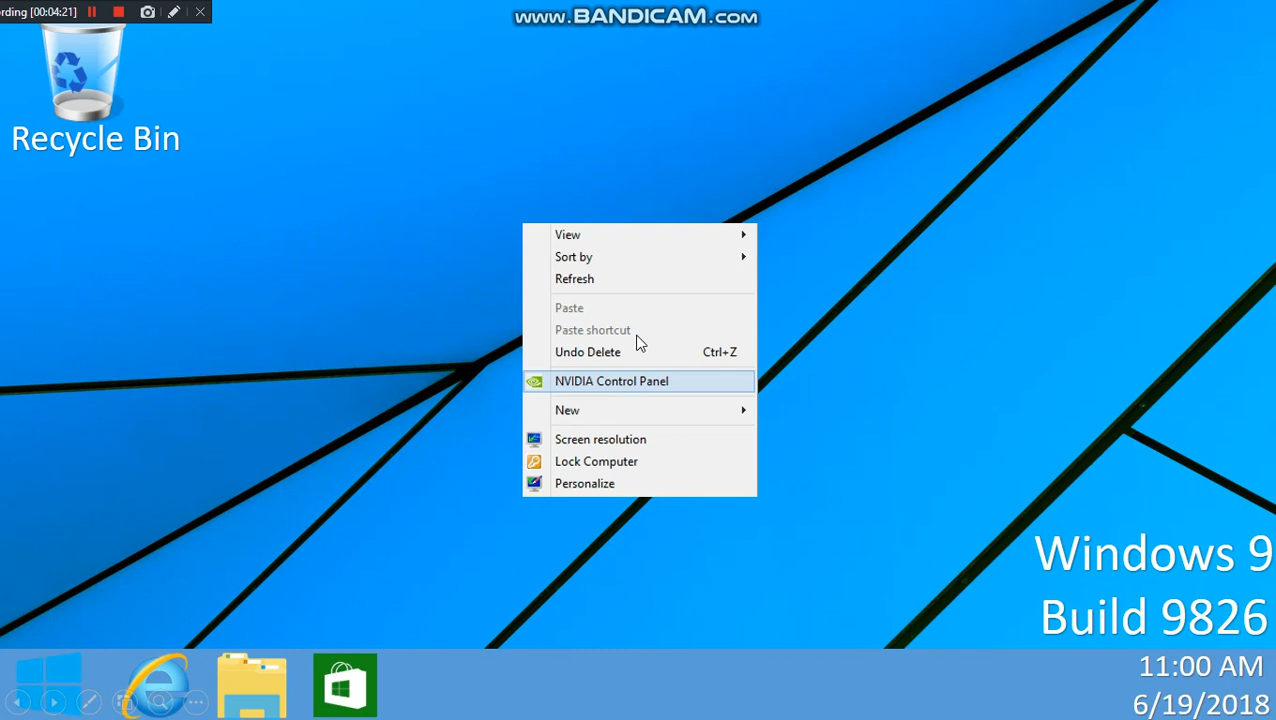 ording [00:04:21]
www.BANDICAM.com
Recycle Bin
View
Sort by
Refresh
Paste
Paste shortcut
Undo Delete Ctrl+Z
NVIDIA Control Panel
New
Screen resolution
Lock Computer
Personalize
Windows 9
Build 9826
11:00 AM
6/19/2018